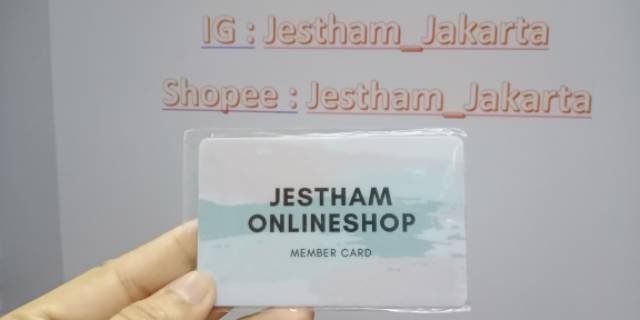 IG : Jestham_Jakarta
Shopee : Jestham_Jakarta
JESTHAM
ONLINESHOP
MEMBER CARD